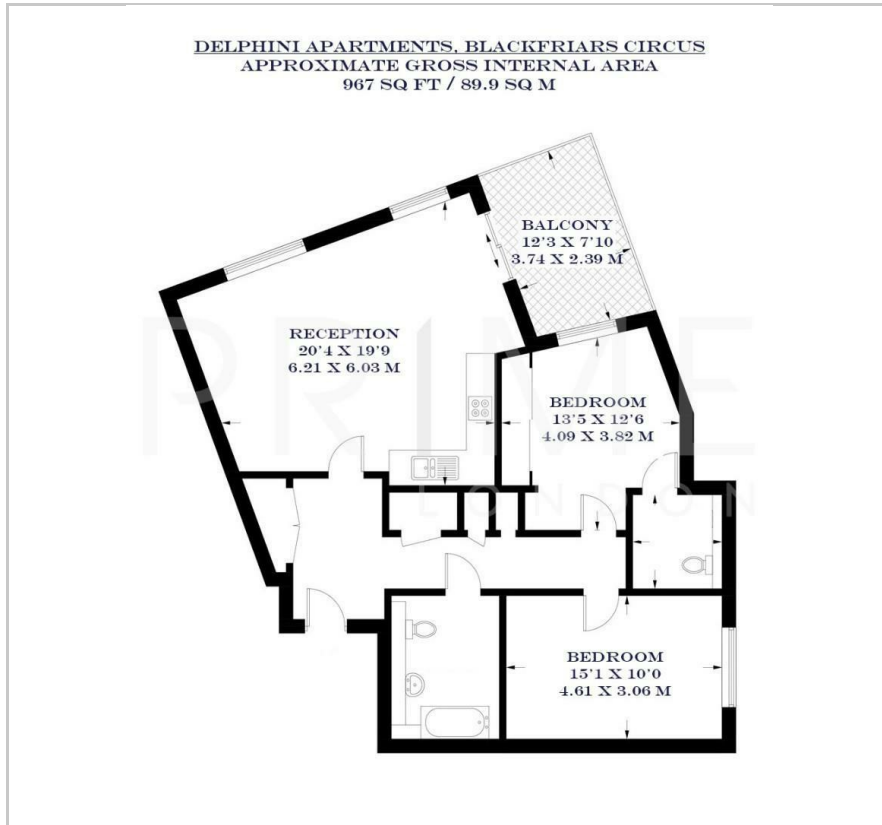 DELPHINI APARTMENTS, BLACKFRIARS CIRCUS
APPROXIMATE GROSS INTERNAL AREA
967 SQ FT / 89.9 SQ M
BALCONY
12'3 X 7'10
3.74 X 2.39 M
RECEPTION
20'4 X 19'9
6.21 X 6.03 M
BEDROOM
13'5 X 12'6
4.09 X 3.82 M
PRIME
LONDON
BEDROOM
15'1 X 10'0
4.61 X 3.06 M